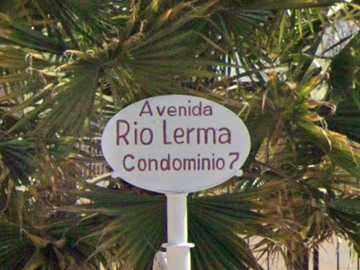 Avenida
Rio Lerma
Condominio 7